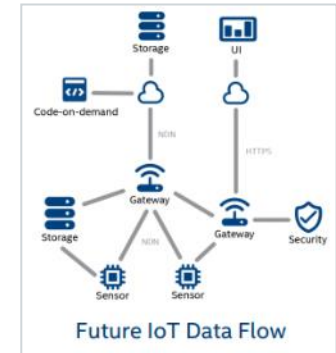 Storage
UI
Code-on-demand
NDN
HTTPS
Gateway
Storage
NDN
Gateway
Security
Sensor
Sensor
Future IoT Data Flow